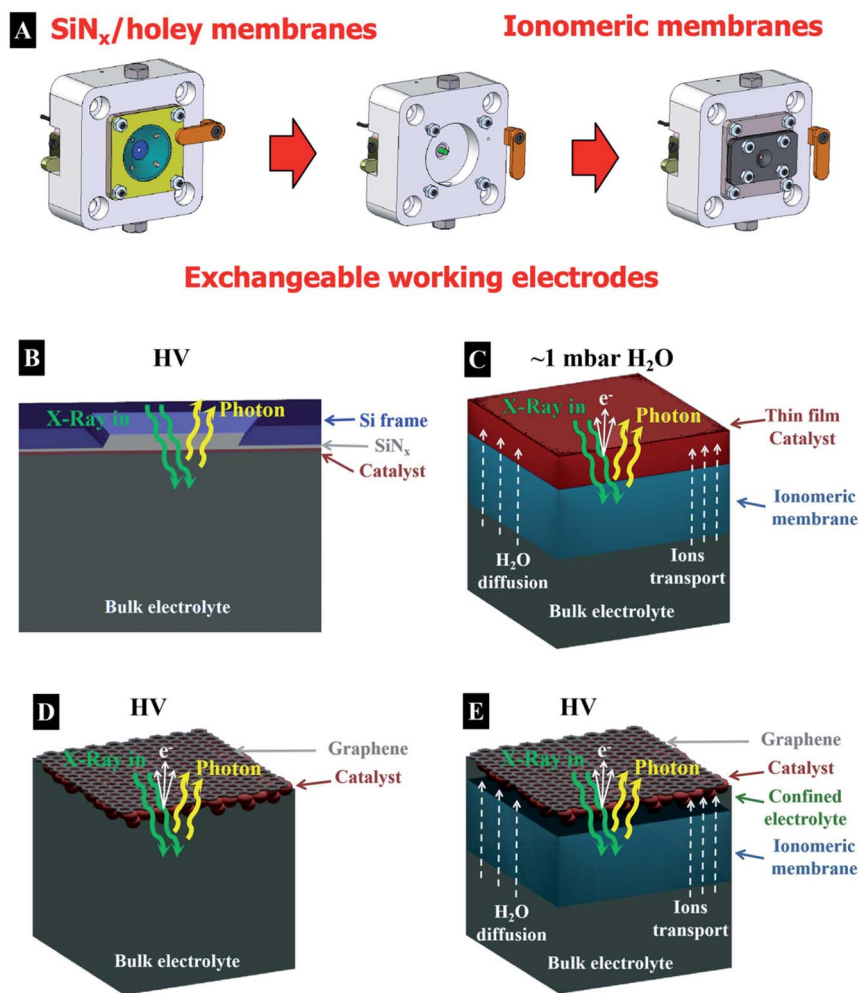 A
SiNx/holey membranes
Ionomeric membranes
Exchangeable working electrodes
B
HV
X-Ray in
Photon
Si frame
SiNx
Catalyst
Bulk electrolyte
C
~1 mbar H2O
X-Ray in
e-
Photon
Thin film
Catalyst
Ionomeric
membrane
H2O
diffusion
Ions
transport
Bulk electrolyte
D
HV
X-Ray in
e-
Photon
Graphene
Catalyst
Bulk electrolyte
E
HV
X-Ray in
e-
Photon
Graphene
Catalyst
Confined
electrolyte
Ionomeric
membrane
H2O
diffusion
Ions
transport
Bulk electrolyte